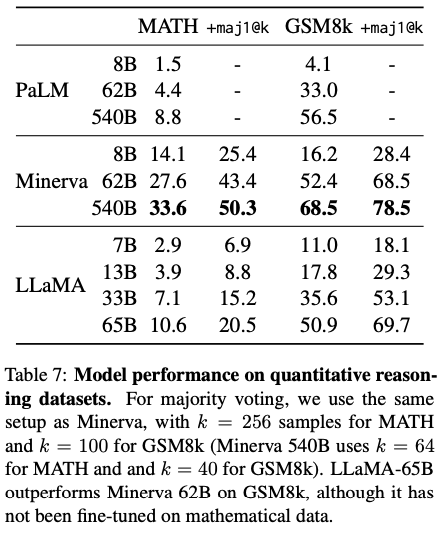 MATH +maj1@k GSM8k +maj1@k
8B 1.5 - 4.1 -
PaLM 62B 4.4 - 33.0 -
540B 8.8 - 56.5 -
8B 14.1 25.4 16.2 28.4
Minerva 62B 27.6 43.4 52.4 68.5
540B 33.6 50.3 68.5 78.5
7B 2.9 6.9 11.0 18.1
LLaMA 13B 3.9 8.8 17.8 29.3
33B 7.1 15.2 35.6 53.1
65B 10.6 20.5 50.9 69.7
Table 7: Model performance on quantitative reason-
ing datasets. For majority voting, we use the same
setup as Minerva, with k = 256 samples for MATH
and k = 100 for GSM8k (Minerva 540B uses k = 64
for MATH and and k = 40 for GSM8k). LLaMA-65B
outperforms Minerva 62B on GSM8k, although it has
not been fine-tuned on mathematical data.